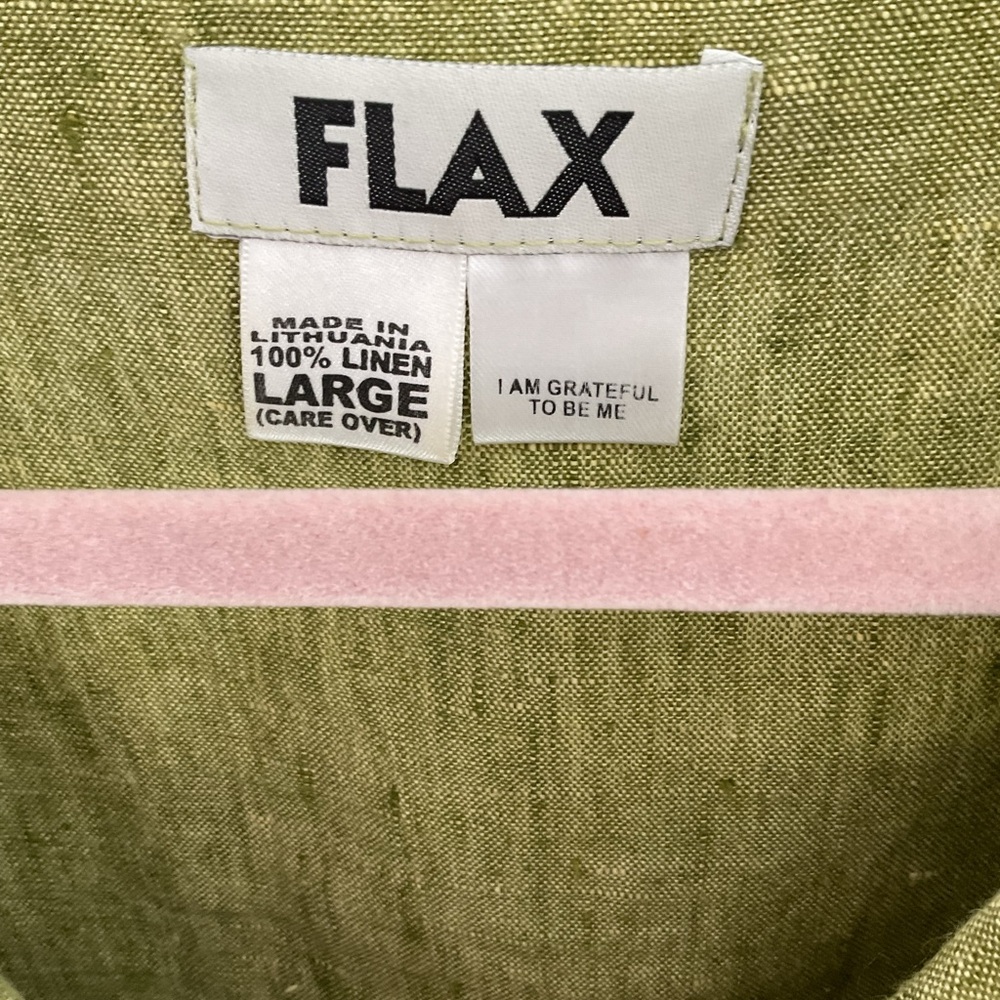 FLAX
MADE IN
LITHUANIA
100% LINEN
LARGE
(CARE OVER)
I AM GRATEFUL
TO BE ME